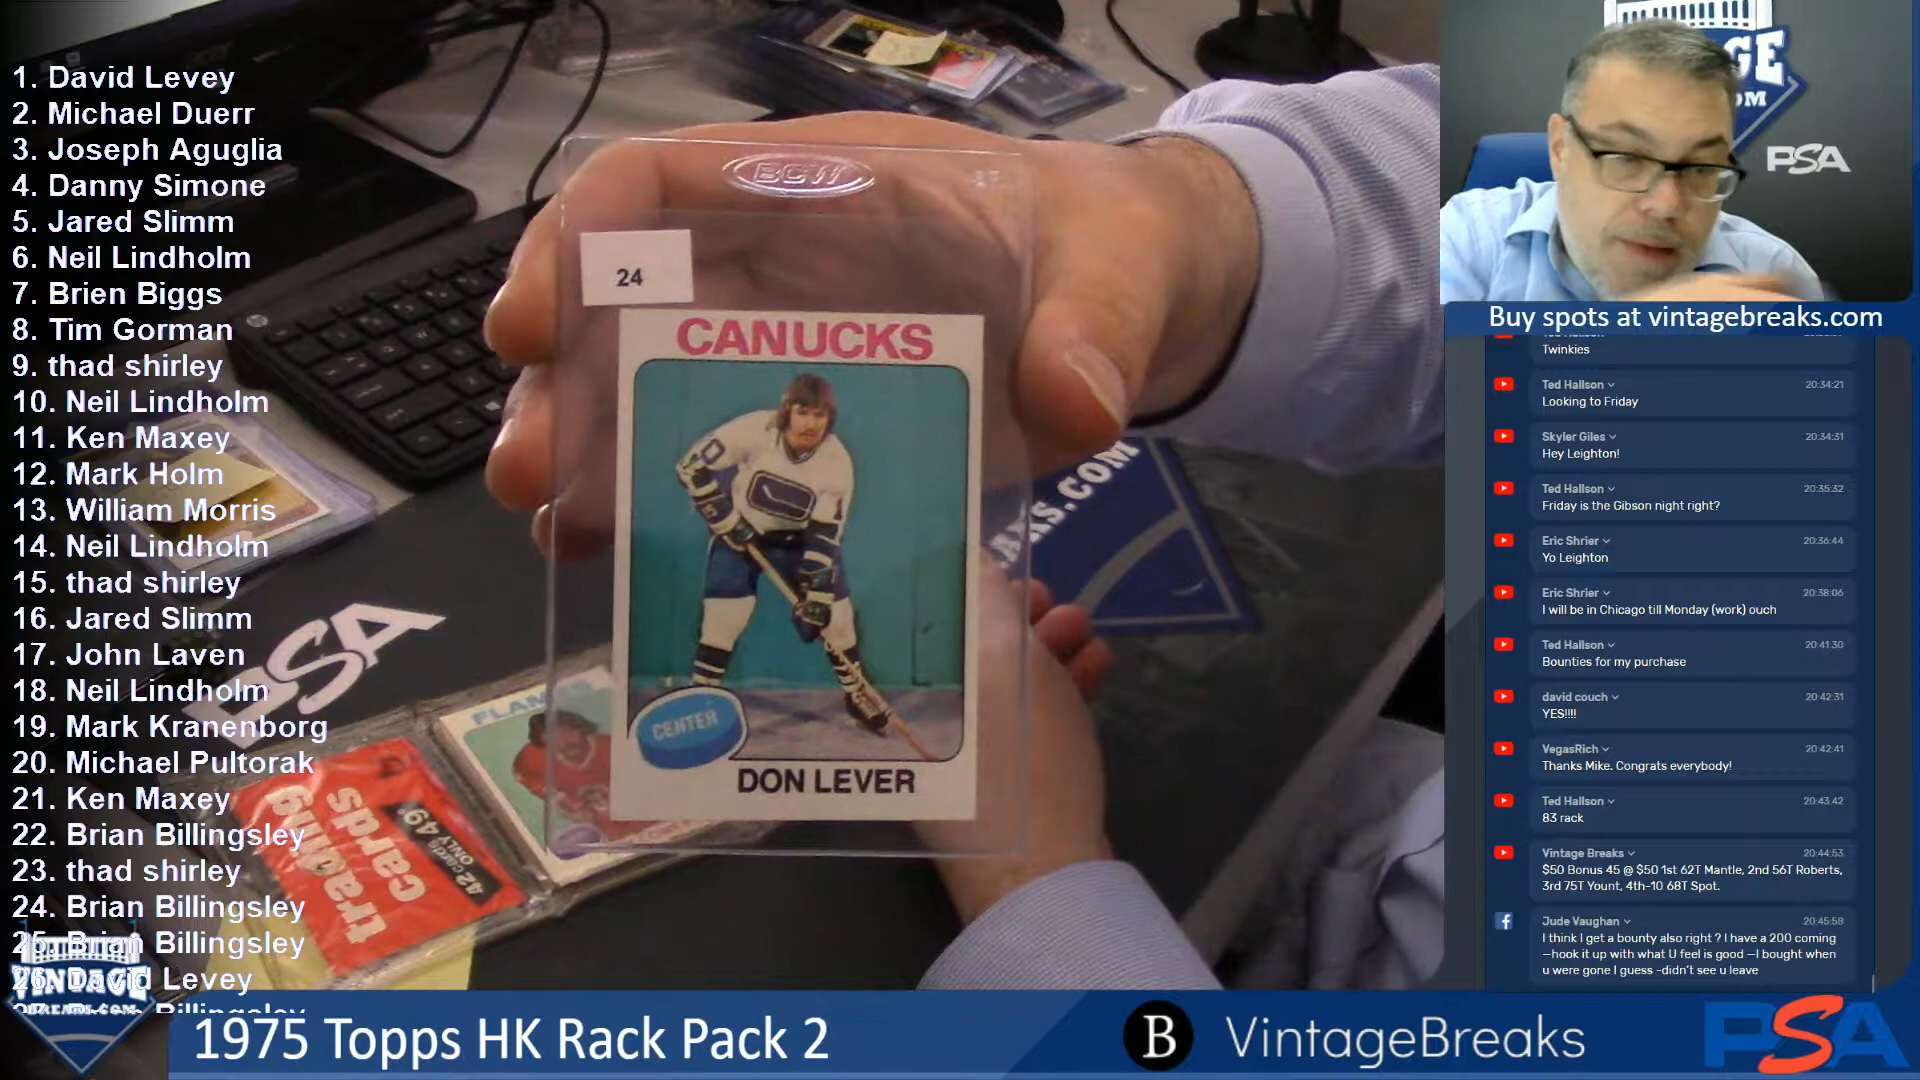 1. David Levey
2. Michael Duerr
3. Joseph Aguglia
4. Danny Simone
5. Jared Slimm
6. Neil Lindholm
7. Brien Biggs
8. Tim Gorman
9. thad shirley
10. Neil Lindholm
11. Ken Maxey
12. Mark Holm
13. William Morris
14. Neil Lindholm
15. thad shirley
16. Jared Slimm
17. John Laven
18. Neil Lindholm
19. Mark Kranenborg
20. Michael Pultorak
21. Ken Maxey
22. Brian Billingsley
23. thad shirley
24. Brian Billingsley
25. Brian Billingsley
26. David Levey
Billingsley
VINTAGE
BREAKS.COM
BCW
24
CANUCKS
CENTER
DON LEVER
PSA
trading
cards
42 cards
ONLY 49¢
PSA
Buy spots at vintagebreaks.com
Twinkies
Ted Hallson 20:34:21
Looking to Friday
Skyler Giles 20:34:31
Hey Leighton!
Ted Hallson 20:35:32
Friday is the Gibson night right?
Eric Shrier 20:36:44
Yo Leighton
Eric Shrier 20:38:06
I will be in Chicago till Monday (work) ouch
Ted Hallson 20:41:30
Bounties for my purchase
david couch 20:42:31
YES!!!!
VegasRich 20:42:41
Thanks Mike. Congrats everybody!
Ted Hallson 20:43:42
83 rack
Vintage Breaks 20:44:53
$50 Bonus 45 @ $50 1st 62T Mantle, 2nd 56T Roberts,
3rd 75T Yount, 4th-10 68T Spot.
Jude Vaughan 20:45:58
I think I get a bounty also right ? I have a 200 coming
—hook it up with what U feel is good —I bought when
u were gone I guess -didn't see u leave
1975 Topps HK Rack Pack 2
B VintageBreaks
PSA